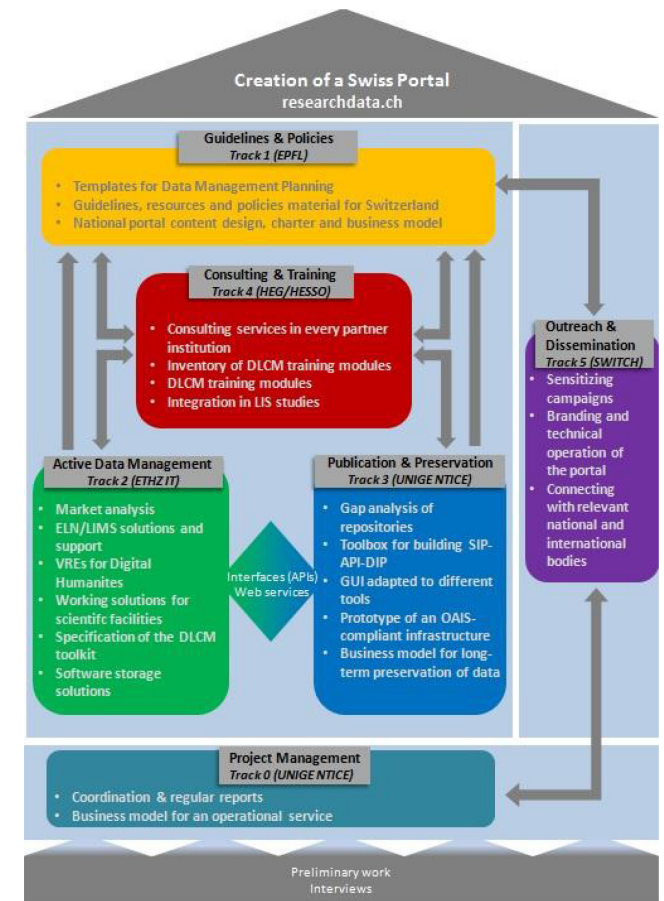 Creation of a Swiss Portal
researchdata.ch
Guidelines & Policies
Track 1 (EPFL)
• Templates for Data Management Planning
• Guidelines, resources and policies material for Switzerland
• National portal content design, charter and business model
Consulting & Training
Track 4 (HEG/HESSO)
• Consulting services in every partner
institution
• Inventory of DLCM training modules
• DLCM training modules
• Integration in LIS studies
Outreach &
Dissemination
Track 5 (SWITCH)
• Sensitizing
campaigns
• Branding and
technical
operation of
the portal
• Connecting
with relevant
national and
international
bodies
Active Data Management
Track 2 (ETHZ IT)
• Market analysis
• ELN/LIMS solutions and
support
• VREs for Digital
Humanites
• Working solutions for
scientifc facilities
• Specification of the DLCM
toolkit
• Software storage
solutions
Interfaces (APIs)
Web services
Publication & Preservation
Track 3 (UNIGE NTICE)
• Gap analysis of
repositories
• Toolbox for building SIP-
API-DIP
• GUI adapted to different
tools
• Prototype of an OAIS-
compliant infrastructure
• Business model for long-
term preservation of data
Project Management
Track 0 (UNIGE NTICE)
• Coordination & regular reports
• Business model for an operational service
Preliminary work
Interviews